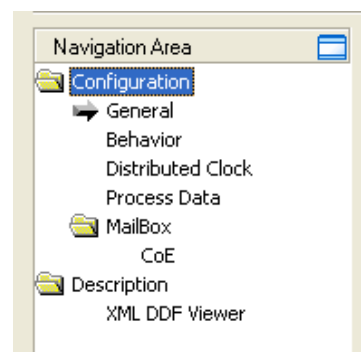 Navigation Area
Configuration
General
Behavior
Distributed Clock
Process Data
MailBox
CoE
Description
XML DDF Viewer